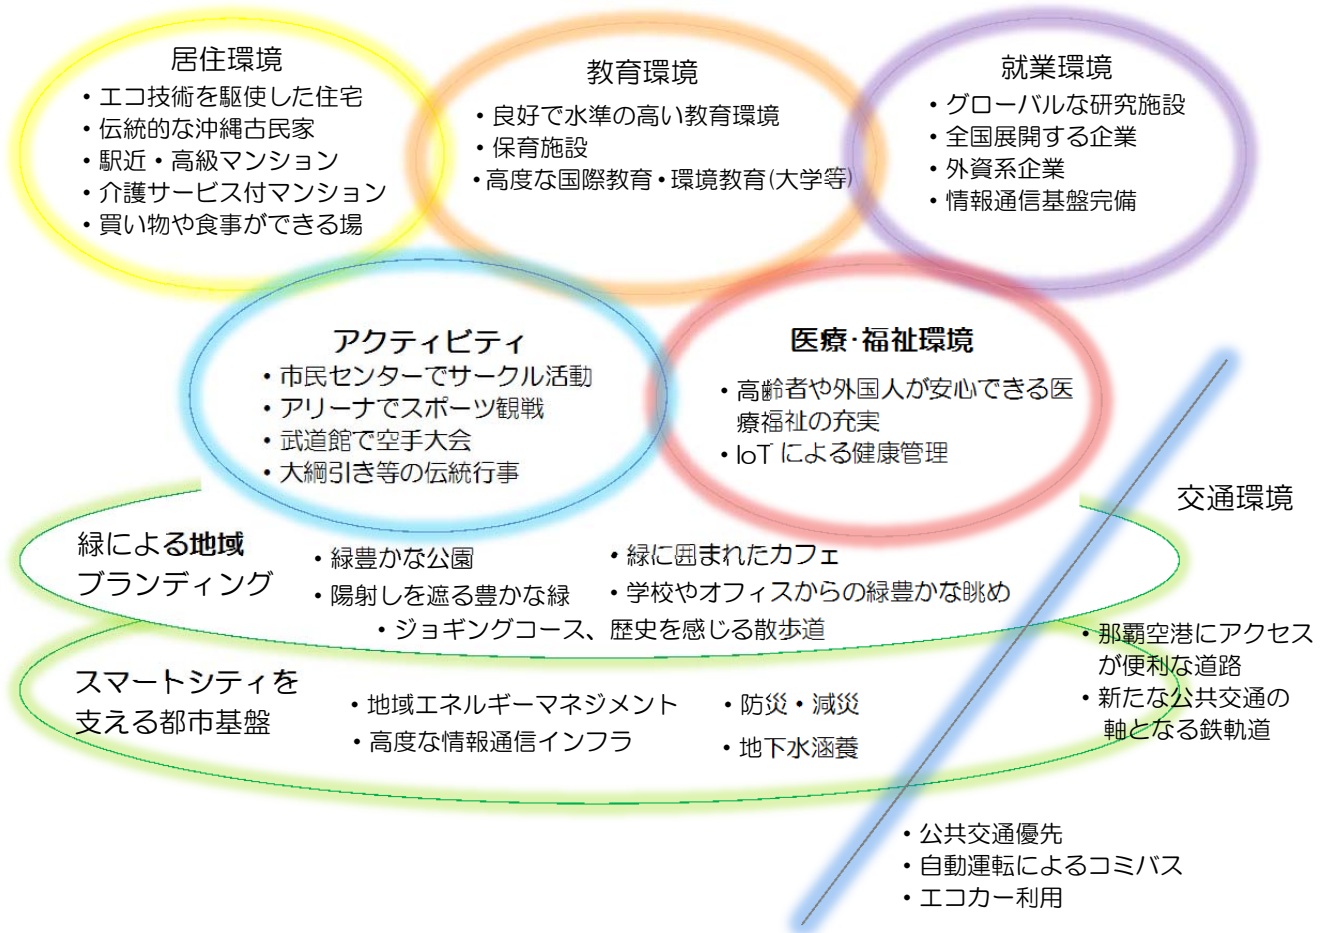 居住環境
・エコ技術を駆使した住宅
・伝統的な沖縄古民家
・駅近・高級マンション
・介護サービス付マンション
・買い物や食事ができる場
教育環境
・良好で水準の高い教育環境
・保育施設
・高度な国際教育・環境教育(大学等)
就業環境
・グローバルな研究施設
・全国展開する企業
・外資系企業
・情報通信基盤完備
アクティビティ
・市民センターでサークル活動
・アリーナでスポーツ観戦
・武道館で空手大会
・大綱引き等の伝統行事
医療・福祉環境
・高齢者や外国人が安心できる医
療福祉の充実
・IoTによる健康管理
緑による地域
ブランディング
・緑豊かな公園
・陽射しを遮る豊かな緑
・緑に囲まれたカフェ
・学校やオフィスからの緑豊かな眺め
・ジョギングコース、歴史を感じる散歩道
スマートシティを
支える都市基盤
・地域エネルギーマネジメント
・高度な情報通信インフラ
・防災・減災
・地下水涵養
交通環境
・那覇空港にアクセス
が便利な道路
・新たな公共交通の
軸となる鉄軌道
・公共交通優先
・自動運転によるコミバス
・エコカー利用